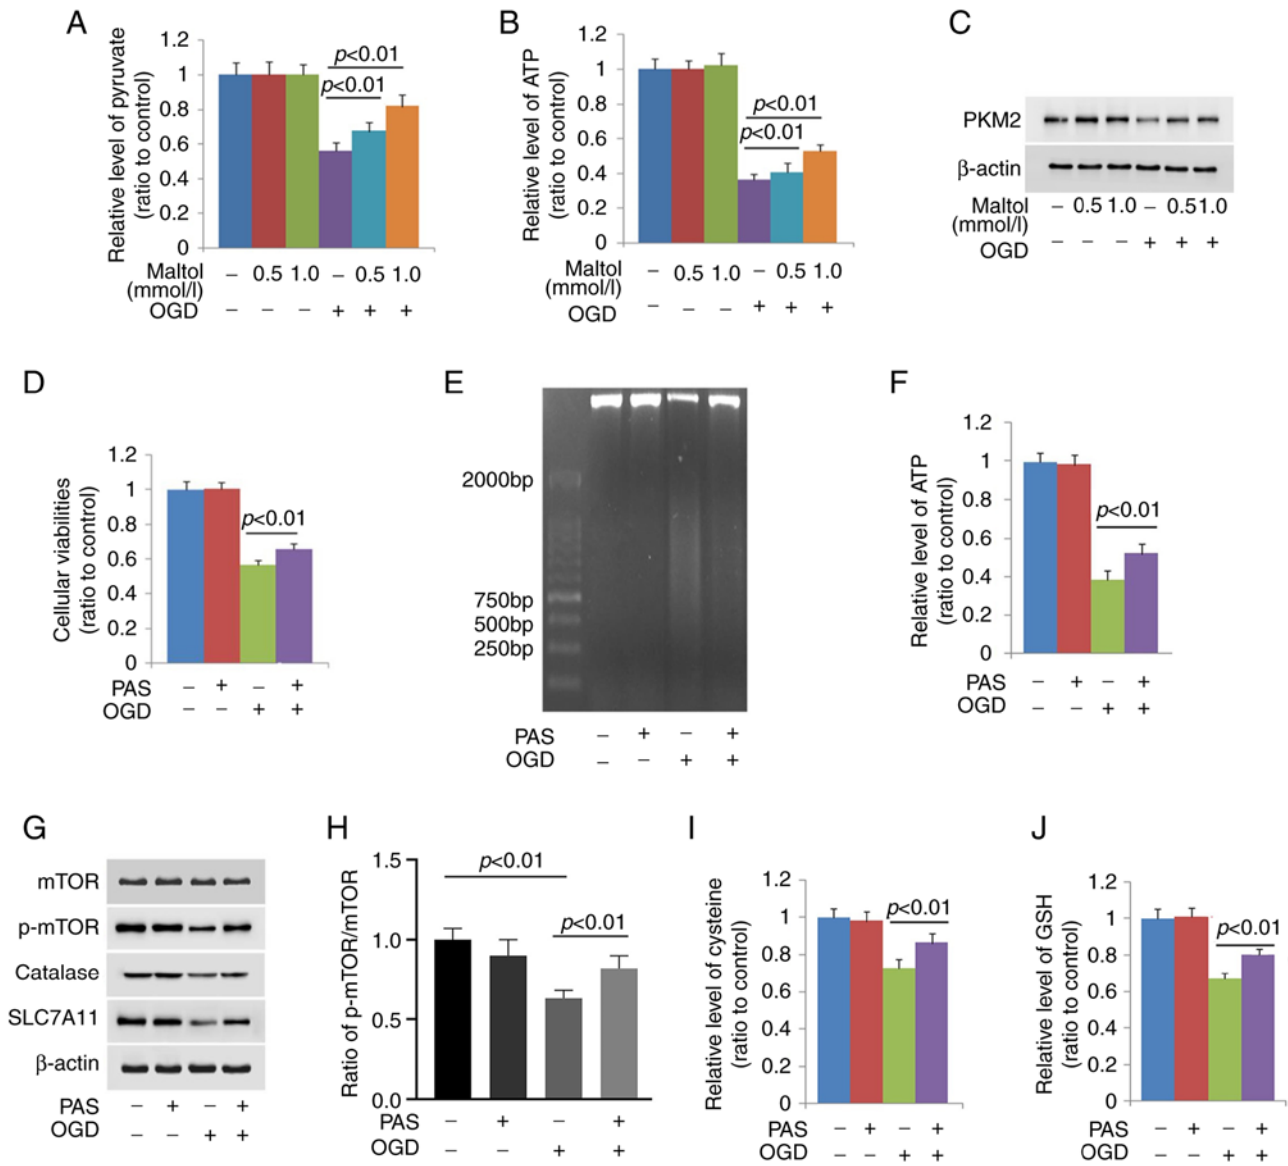 A
Relative level of pyruvate
(ratio to control)
1.2
1
0.8
0.6
0.4
0.2
0
p<0.01
p<0.01
Maltol
(mmol/l)
– 0.5 1.0 – 0.5 1.0
OGD – – – + + +
B
Relative level of ATP
(ratio to control)
1.2
1
0.8
0.6
0.4
0.2
0
p<0.01
p<0.01
Maltol
(mmol/l)
– 0.5 1.0 – 0.5 1.0
OGD – – – + + +
C
PKM2
β-actin
Maltol
(mmol/l)
– 0.5 1.0 – 0.5 1.0
OGD – – – + + +
D
Cellular viabilities
(ratio to control)
1.2
1
0.8
0.6
0.4
0.2
0
p<0.01
PAS – + – +
OGD – – + +
E
2000bp
750bp
500bp
250bp
PAS – + – +
OGD – – + +
F
Relative level of ATP
(ratio to control)
1.2
1
0.8
0.6
0.4
0.2
0
p<0.01
PAS – + – +
OGD – – + +
G
mTOR
p-mTOR
Catalase
SLC7A11
β-actin
PAS – + – +
OGD – – + +
H
Ratio of p-mTOR/mTOR
1.5
1.0
0.5
0.0
p<0.01
p<0.01
PAS – + – +
OGD – – + +
I
Relative level of cysteine
(ratio to control)
1.2
1
0.8
0.6
0.4
0.2
0
p<0.01
PAS – + – +
OGD – – + +
J
Relative level of GSH
(ratio to control)
1.2
1
0.8
0.6
0.4
0.2
0
p<0.01
PAS – + – +
OGD – – + +